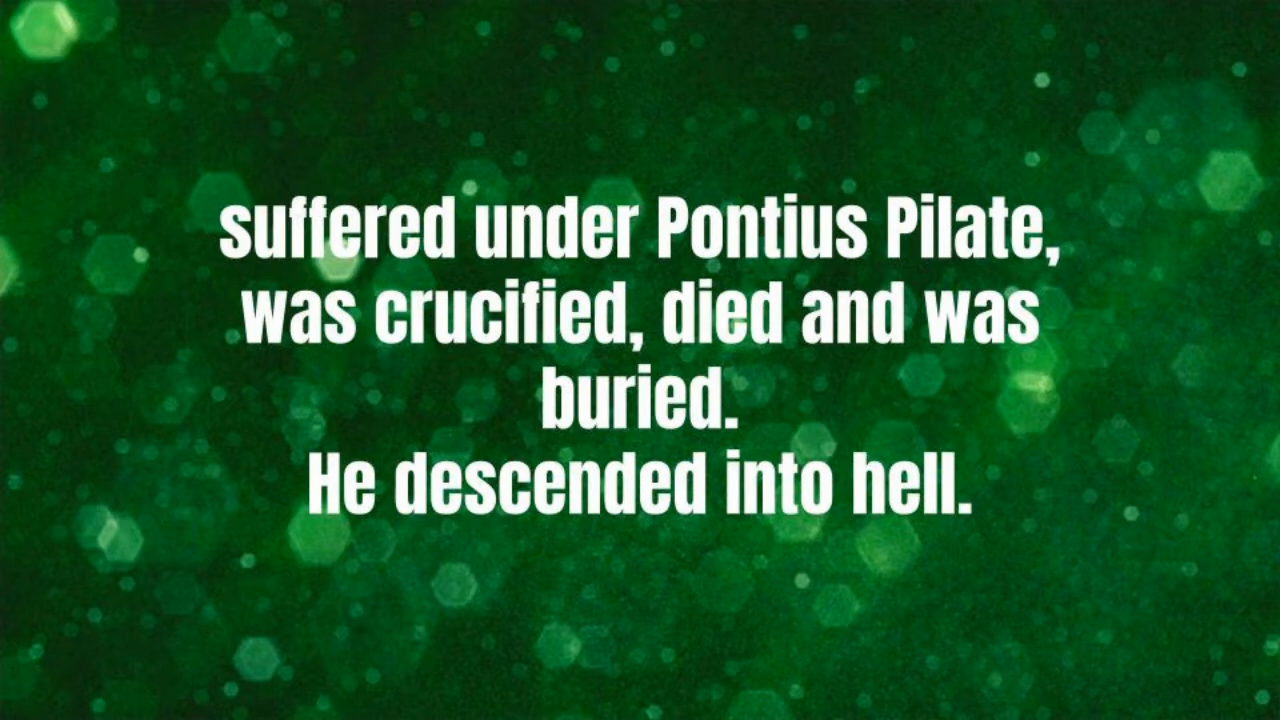 suffered under Pontius Pilate,
was crucified, died and was
buried.
He descended into hell.